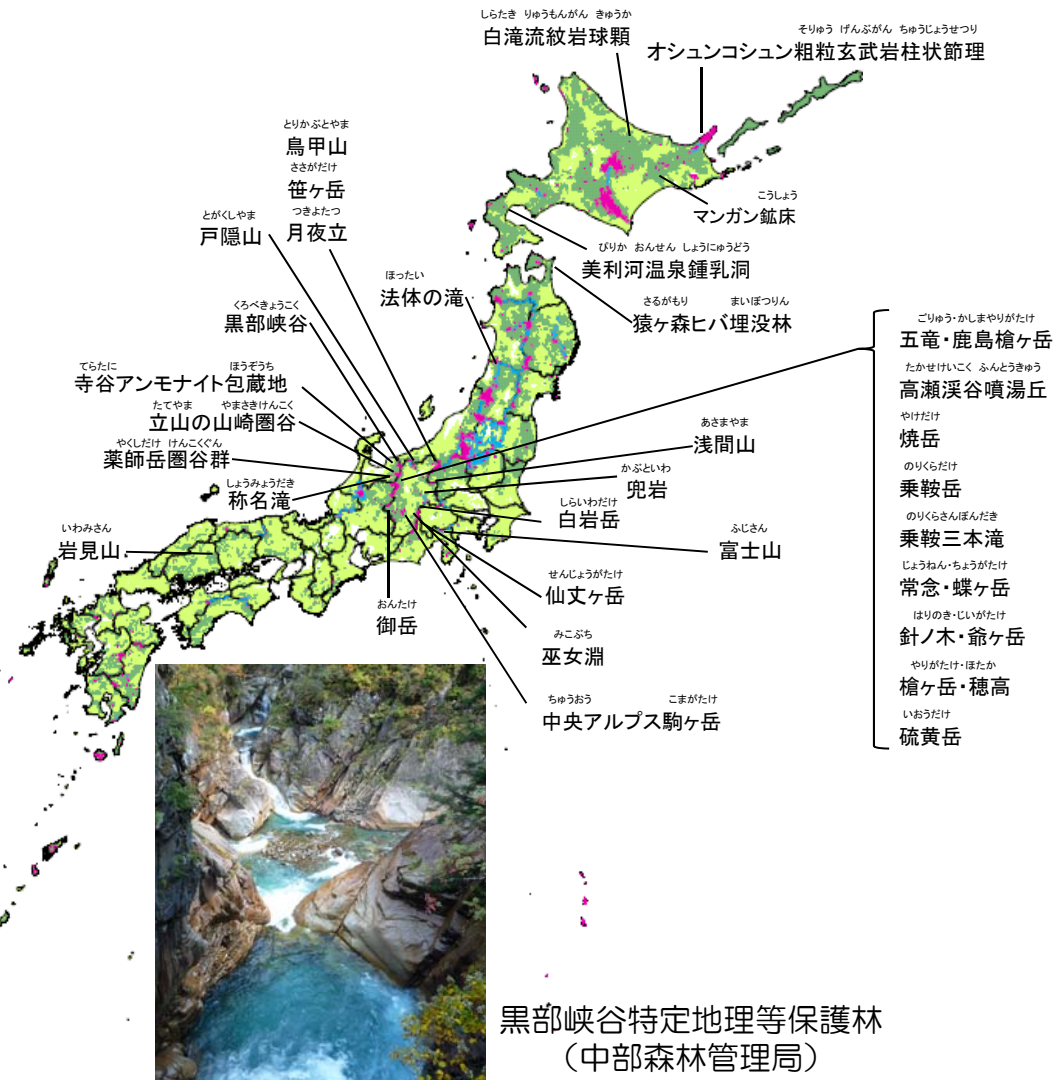 しらたき りゅうもんがん きゅうか
白滝流紋岩球顆
そりゅう げんぶがん ちゅうじょうせつり
オシュンコシュン粗粒玄武岩柱状節理
とりかぶとやま
鳥甲山
ささがだけ
笹ヶ岳
つきよたつ
月夜立
とがくしやま
戸隠山
こうしょう
マンガン鉱床
ぴりか おんせん しょうにゅうどう
美利河温泉鍾乳洞
ほったい
法体の滝
さるがもり まいぼつりん
猿ヶ森ヒバ埋没林
くろべきょうこく
黒部峡谷
てらたに ほうぞうち
寺谷アンモナイト包蔵地
たてやま やまさきけんこく
立山の山崎圏谷
やくしだけ けんこくぐん
薬師岳圏谷群
しょうみょうだき
称名滝
いわみさん
岩見山
あさまやま
浅間山
かぶといわ
兜岩
しらいわだけ
白岩岳
ふじさん
富士山
せんじょうがたけ
仙丈ヶ岳
おんたけ
御岳
みこぶち
巫女淵
ちゅうおう こまがたけ
中央アルプス駒ヶ岳
ごりゅう・かしまやりがたけ
五竜・鹿島槍ヶ岳
たかせけいこく ふんとうきゅう
高瀬渓谷噴湯丘
やけだけ
焼岳
のりくらだけ
乗鞍岳
のりくらさんぼんだき
乗鞍三本滝
じょうねん・ちょうがたけ
常念・蝶ヶ岳
はりのき・じいがたけ
針ノ木・爺ヶ岳
やりがたけ・ほたか
槍ヶ岳・穂高
いおうだけ
硫黄岳
黒部峡谷特定地理等保護林
（中部森林管理局）